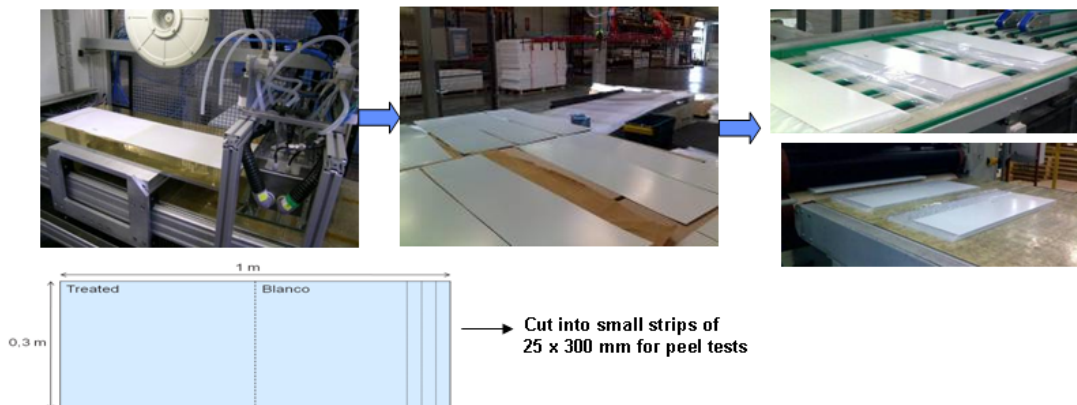 1 m
Treated
Blanco
0,3 m
Cut into small strips of
25 x 300 mm for peel tests